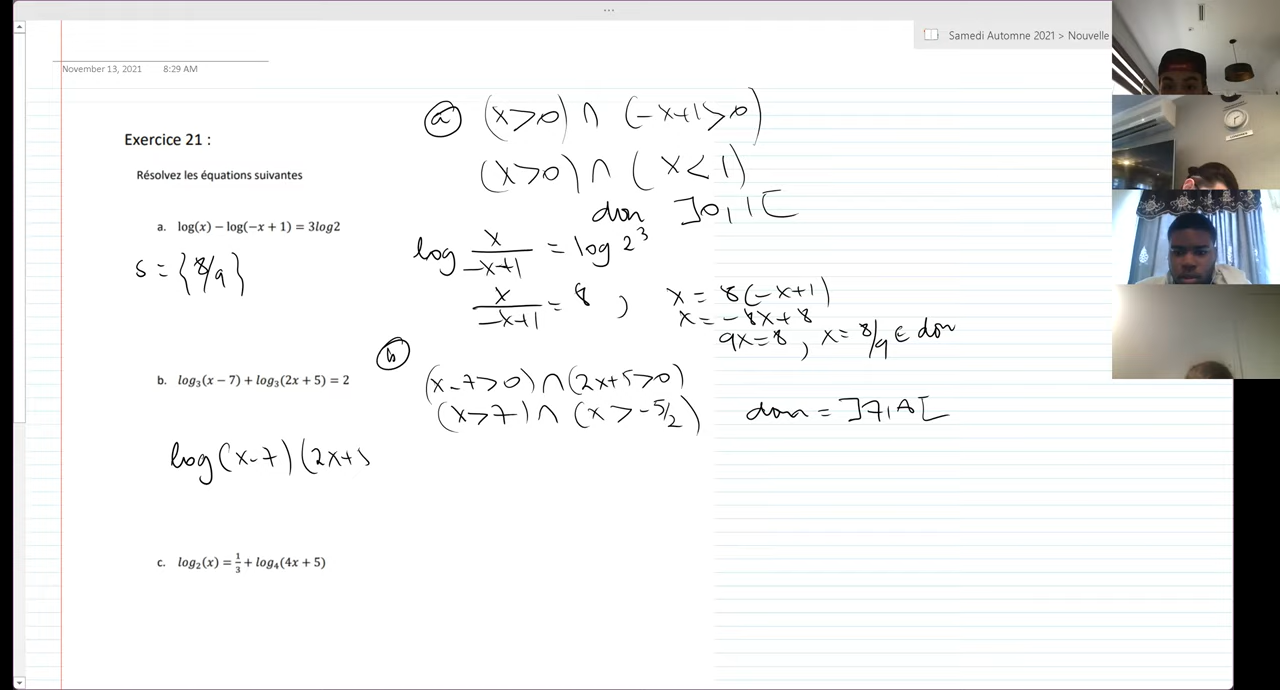 Samedi Automne 2021 > Nouvelle
November 13, 2021 8:29 AM
Exercice 21 :
Résolvez les équations suivantes
a. log(x) − log(−x + 1) = 3log2
S = {8/9}
a (x>0) ∩ (-x+1>0)
(x>0) ∩ (x<1)
dom ]0,1[
log x/(-x+1) = log 2³
x/(-x+1) = 8 , x = 8(-x+1)
x = -8x+8
9x=8 , x= 8/9 ∈ dom
b. log₃(x − 7) + log₃(2x + 5) = 2
b (x-7>0) ∩ (2x+5>0)
(x>7) ∩ (x > -5/2) dom = ]7,∞[
log(x-7)(2x+
c. log₂(x) = 1/3 + log₄(4x + 5)